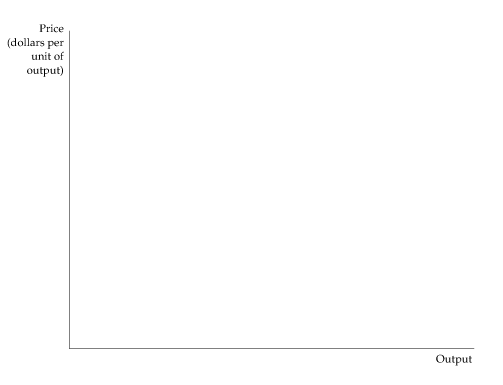 Price
(dollars per
unit of
output)
Output